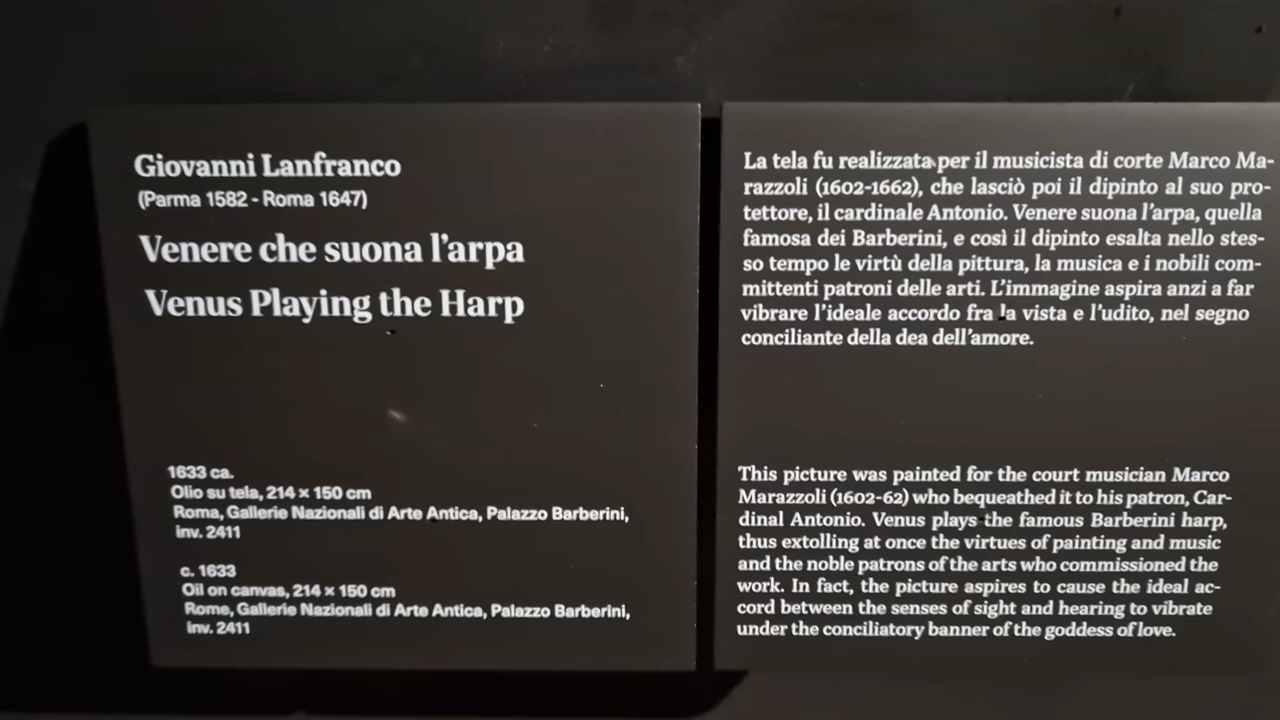 Giovanni Lanfranco
(Parma 1582 - Roma 1647)
Venere che suona l'arpa
Venus Playing the Harp
1633 ca.
Olio su tela, 214 × 150 cm
Roma, Gallerie Nazionali di Arte Antica, Palazzo Barberini,
inv. 2411
c. 1633
Oil on canvas, 214 × 150 cm
Rome, Gallerie Nazionali di Arte Antica, Palazzo Barberini,
inv. 2411
La tela fu realizzata per il musicista di corte Marco Ma-
razzoli (1602-1662), che lasciò poi il dipinto al suo pro-
tettore, il cardinale Antonio. Venere suona l'arpa, quella
famosa dei Barberini, e così il dipinto esalta nello stes-
so tempo le virtù della pittura, la musica e i nobili com-
mittenti patroni delle arti. L'immagine aspira anzi a far
vibrare l'ideale accordo fra la vista e l'udito, nel segno
conciliante della dea dell'amore.
This picture was painted for the court musician Marco
Marazzoli (1602-62) who bequeathed it to his patron, Car-
dinal Antonio. Venus plays the famous Barberini harp,
thus extolling at once the virtues of painting and music
and the noble patrons of the arts who commissioned the
work. In fact, the picture aspires to cause the ideal ac-
cord between the senses of sight and hearing to vibrate
under the conciliatory banner of the goddess of love.